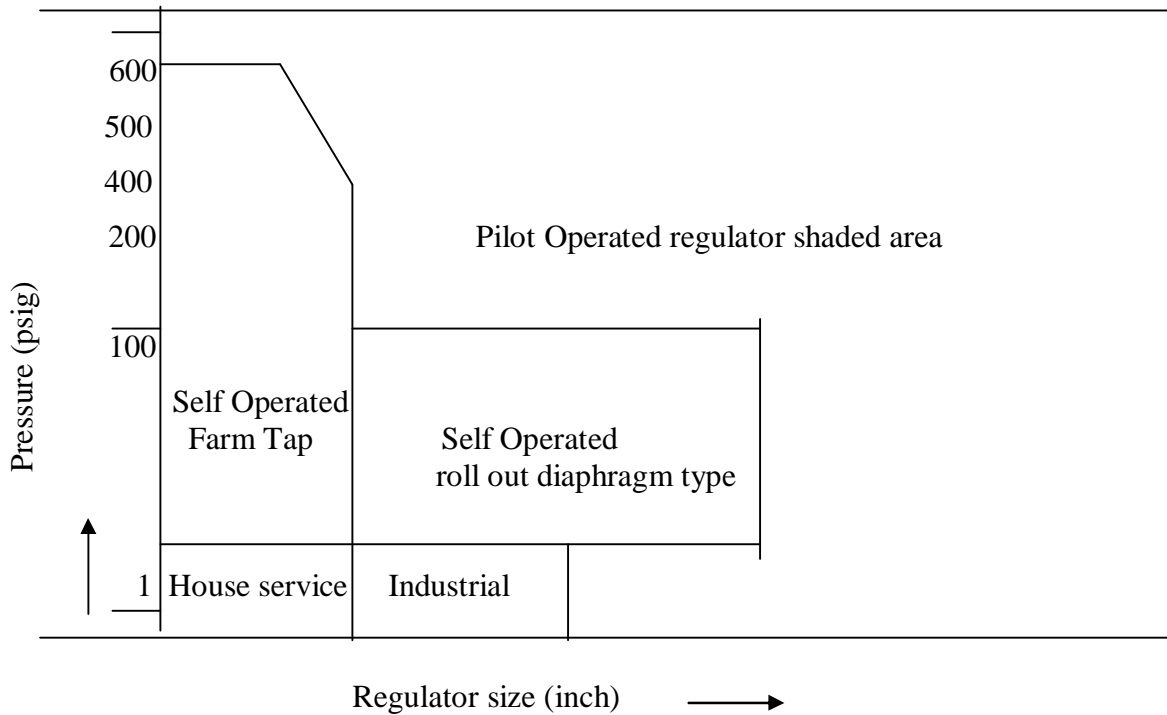 600
500
400
200
Pilot Operated regulator shaded area
Pressure (psig)
100
Self Operated
Farm Tap
Self Operated
roll out diaphragm type
1
House service
Industrial
Regulator size (inch)